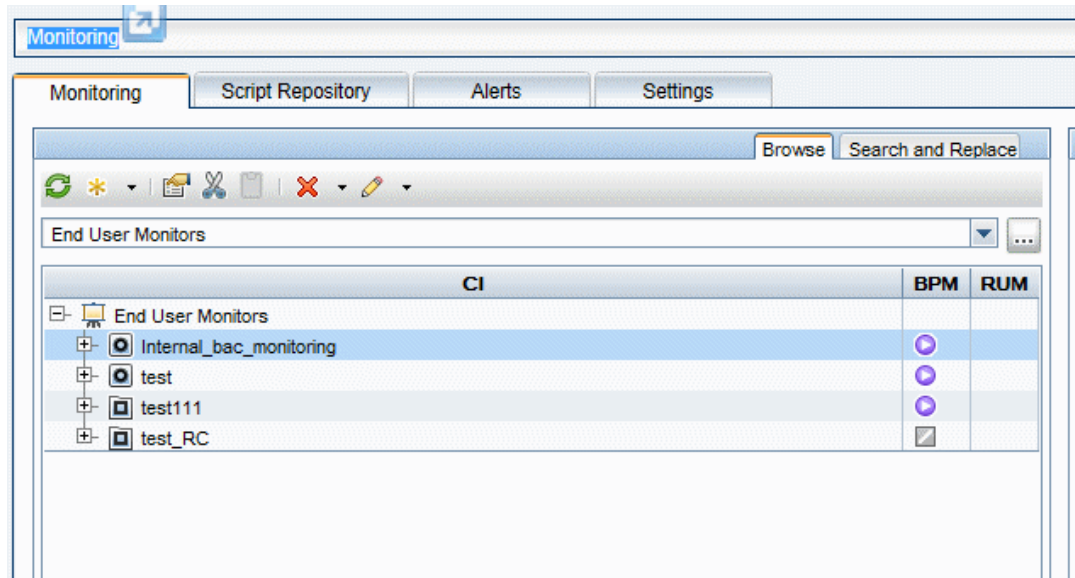 Monitoring
Monitoring Script Repository Alerts Settings
Browse Search and Replace
End User Monitors ...
CI BPM RUM
End User Monitors
Internal_bac_monitoring
test
test111
test_RC